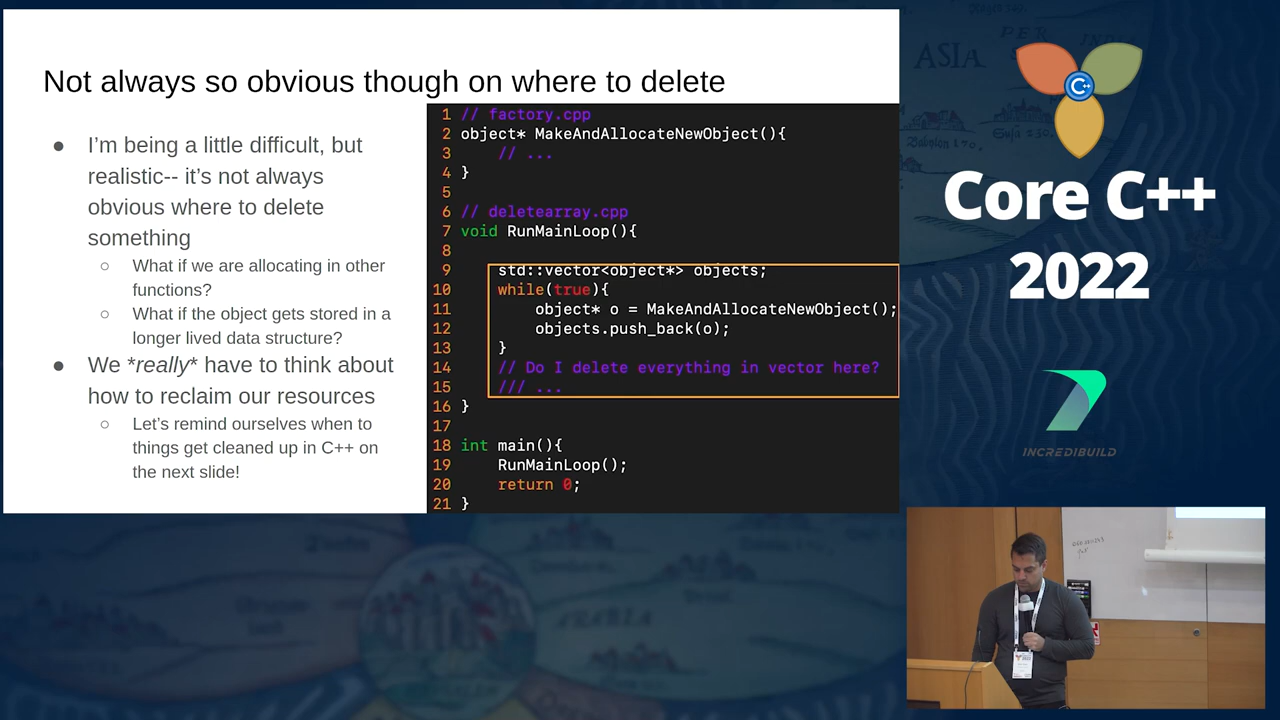 Not always so obvious though on where to delete
● I’m being a little difficult, but
realistic-- it’s not always
obvious where to delete
something
○ What if we are allocating in other
functions?
○ What if the object gets stored in a
longer lived data structure?
● We *really* have to think about
how to reclaim our resources
○ Let’s remind ourselves when to
things get cleaned up in C++ on
the next slide!
1 // factory.cpp
2 object* MakeAndAllocateNewObject(){
3 // ...
4 }
5
6 // deletearray.cpp
7 void RunMainLoop(){
8
9 std::vector<object*> objects;
10 while(true){
11 object* o = MakeAndAllocateNewObject();
12 objects.push_back(o);
13 }
14 // Do I delete everything in vector here?
15 /// ...
16 }
17
18 int main(){
19 RunMainLoop();
20 return 0;
21 }
ASIA
PER
INDIA
Babylon
C++
Core C++
2022
INCREDIBUILD
ARABIA